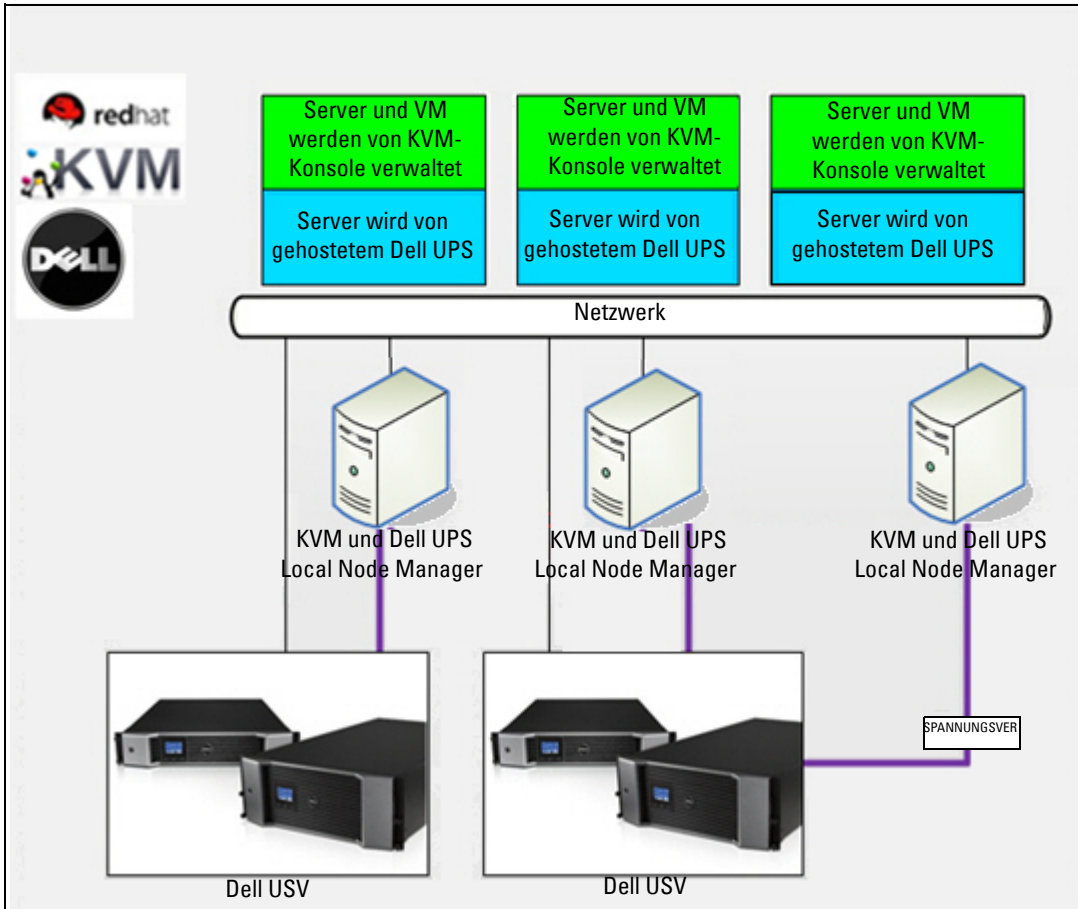 redhat
KVM
DELL
Server und VM
werden von KVM-
Konsole verwaltet
Server wird von
gehostetem Dell UPS
Server und VM
werden von KVM-
Konsole verwaltet
Server wird von
gehostetem Dell UPS
Server und VM
werden von KVM-
Konsole verwaltet
Server wird von
gehostetem Dell UPS
Netzwerk
KVM und Dell UPS
Local Node Manager
KVM und Dell UPS
Local Node Manager
KVM und Dell UPS
Local Node Manager
SPANNUNGSVER
Dell USV
Dell USV